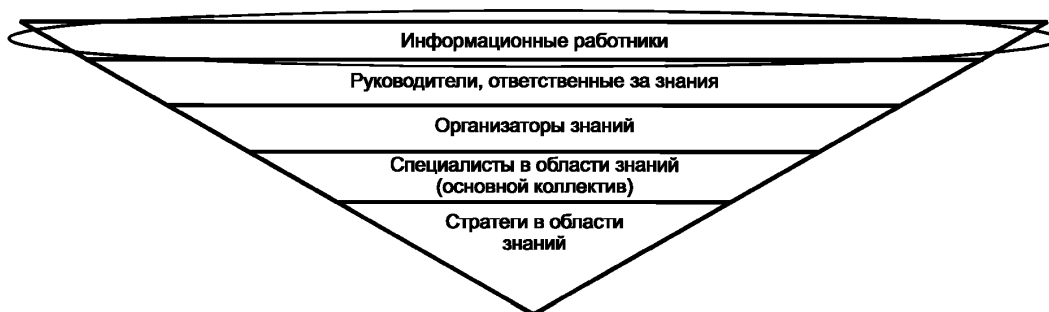 Информационные работники
Руководители, ответственные за знания
Организаторы знаний
Специалисты в области знаний
(основной коллектив)
Стратеги в области
знаний